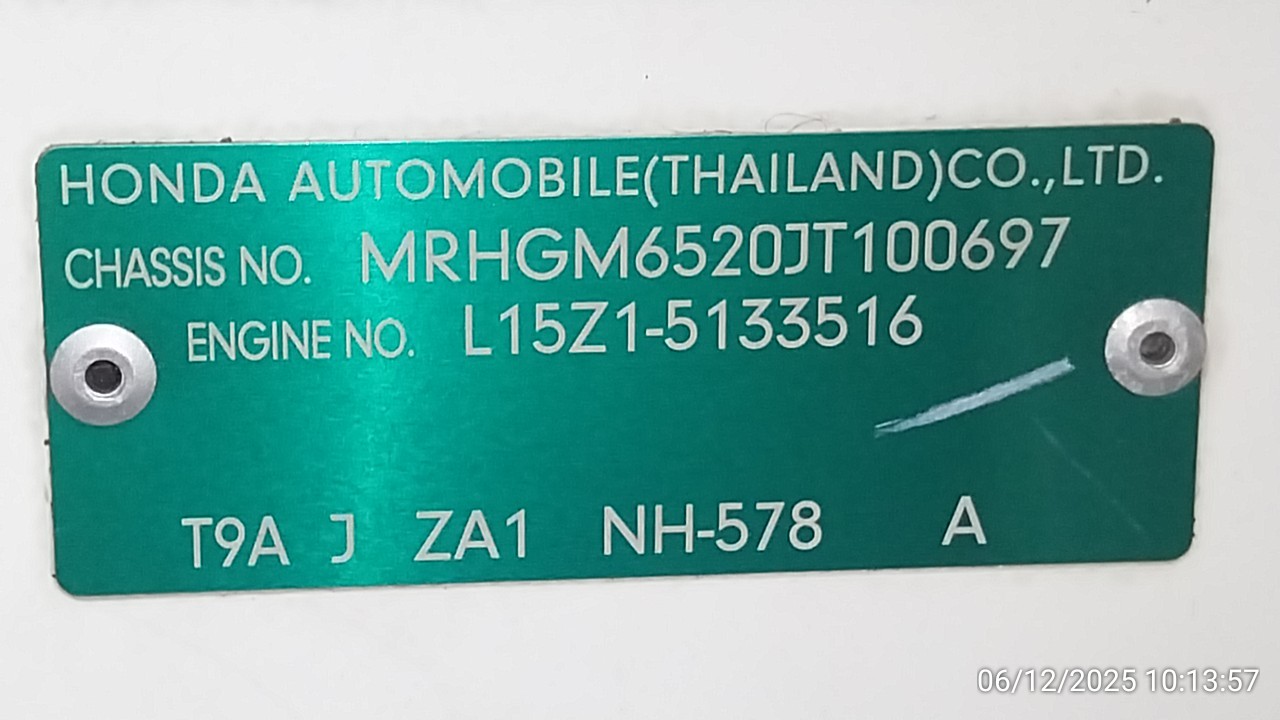 HONDA AUTOMOBILE(THAILAND)CO.,LTD.
CHASSIS NO. MRHGM6520JT100697
ENGINE NO. L15Z1-5133516
T9A J ZA1 NH-578 A
06/12/2025 10:13:57